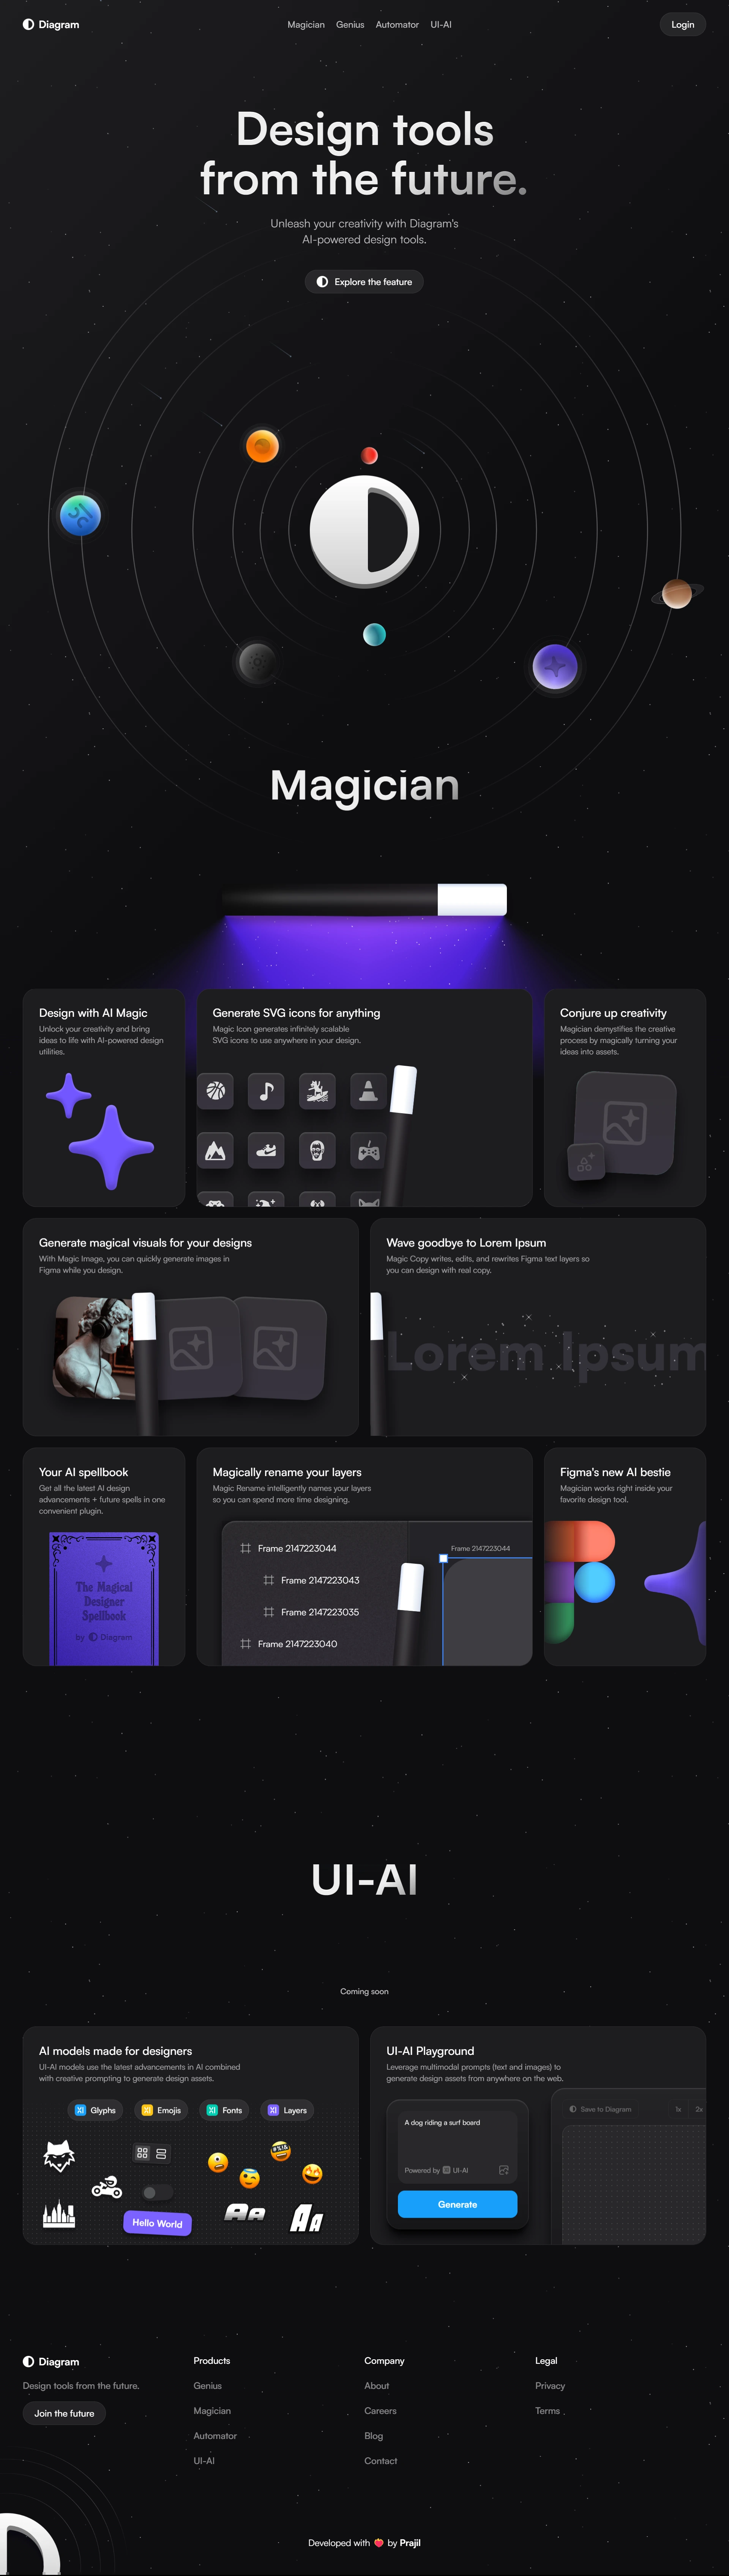 Diagram
Magician Genius Automator UI-AI
Login
Design tools
from the future.
Unleash your creativity with Diagram's
AI-powered design tools.
Explore the feature
Magician
Design with AI Magic
Unlock your creativity and bring
ideas to life with AI-powered design
utilities.
Generate SVG icons for anything
Magic Icon generates infinitely scalable
SVG icons to use anywhere in your design.
Conjure up creativity
Magician demystifies the creative
process by magically turning your
ideas into assets.
Generate magical visuals for your designs
With Magic Image, you can quickly generate images in
Figma while you design.
Wave goodbye to Lorem Ipsum
Magic Copy writes, edits, and rewrites Figma text layers so
you can design with real copy.
Lorem Ipsum
Your AI spellbook
Get all the latest AI design
advancements + future spells in one
convenient plugin.
The Magical
Designer
Spellbook
by Diagram
Magically rename your layers
Magic Rename intelligently names your layers
so you can spend more time designing.
Frame 2147223044
Frame 2147223043
Frame 2147223035
Frame 2147223040
Frame 2147223044
Figma's new AI bestie
Magician works right inside your
favorite design tool.
UI-AI
Coming soon
AI models made for designers
UI-AI models use the latest advancements in AI combined
with creative prompting to generate design assets.
Glyphs
Emojis
Fonts
Layers
Hello World
Aa
Aa
UI-AI Playground
Leverage multimodal prompts (text and images) to
generate design assets from anywhere on the web.
A dog riding a surf board
Powered by UI-AI
Generate
Save to Diagram
1x
2x
Diagram
Design tools from the future.
Join the future
Products
Genius
Magician
Automator
UI-AI
Company
About
Careers
Blog
Contact
Legal
Privacy
Terms
Developed with ❤️ by Prajil